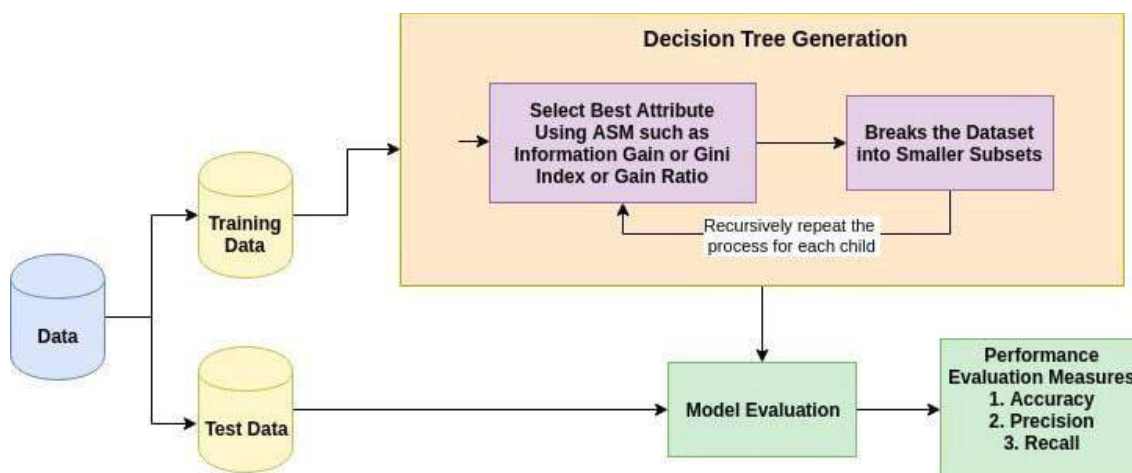 Decision Tree Generation
Select Best Attribute
Using ASM such as
Information Gain or Gini
Index or Gain Ratio
Breaks the Dataset
into Smaller Subsets
Recursively repeat the
process for each child
Training
Data
Data
Test Data
Model Evaluation
Performance
Evaluation Measures
1. Accuracy
2. Precision
3. Recall